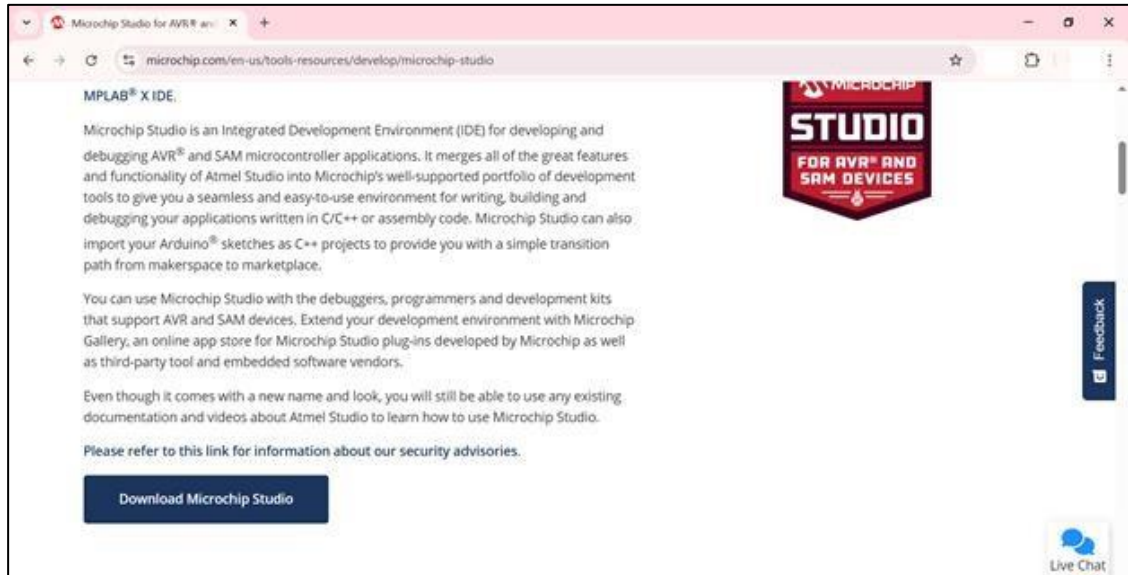 Microchip Studio for AVR® and
microchip.com/en-us/tools-resources/develop/microchip-studio
MPLAB® X IDE.
MICROCHIP
STUDIO
FOR AVR® AND
SAM DEVICES
Microchip Studio is an Integrated Development Environment (IDE) for developing and
debugging AVR® and SAM microcontroller applications. It merges all of the great features
and functionality of Atmel Studio into Microchip's well-supported portfolio of development
tools to give you a seamless and easy-to-use environment for writing, building and
debugging your applications written in C/C++ or assembly code. Microchip Studio can also
import your Arduino® sketches as C++ projects to provide you with a simple transition
path from makerspace to marketplace.
You can use Microchip Studio with the debuggers, programmers and development kits
that support AVR and SAM devices. Extend your development environment with Microchip
Gallery, an online app store for Microchip Studio plug-ins developed by Microchip as well
as third-party tool and embedded software vendors.
Even though it comes with a new name and look, you will still be able to use any existing
documentation and videos about Atmel Studio to learn how to use Microchip Studio.
Please refer to this link for information about our security advisories.
Download Microchip Studio
Feedback
Live Chat